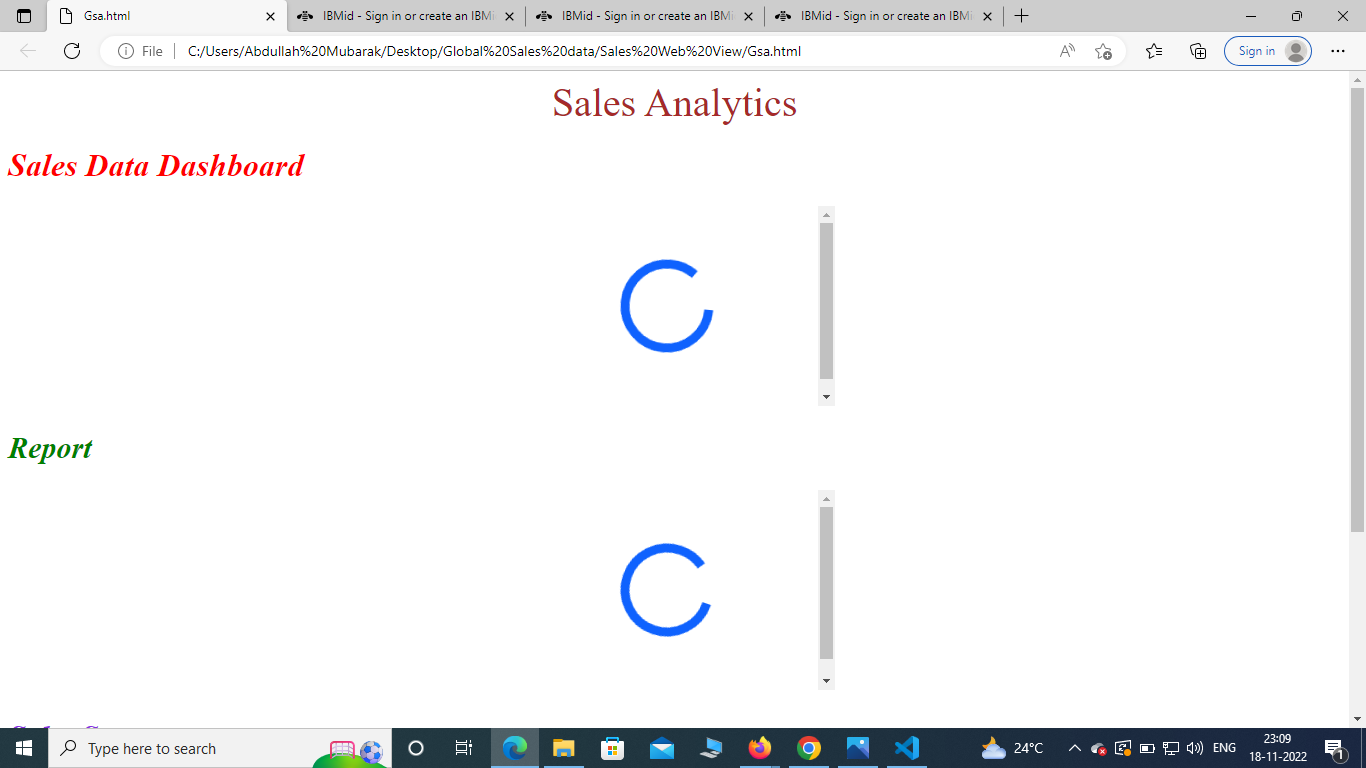 Gsa.html
IBMid - Sign in or create an IBMi
IBMid - Sign in or create an IBMi
IBMid - Sign in or create an IBMi
File
C:/Users/Abdullah%20Mubarak/Desktop/Global%20Sales%20data/Sales%20Web%20View/Gsa.html
Sign in
Sales Analytics
Sales Data Dashboard
Report
Type here to search
24°C
ENG
23:09
18-11-2022
1